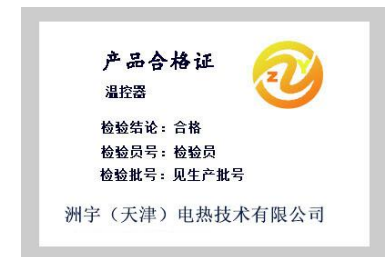 产品合格证
ZY
温控器
检验结论：合格
检验员号：检验员
检验批号：见生产批号
洲宇（天津）电热技术有限公司